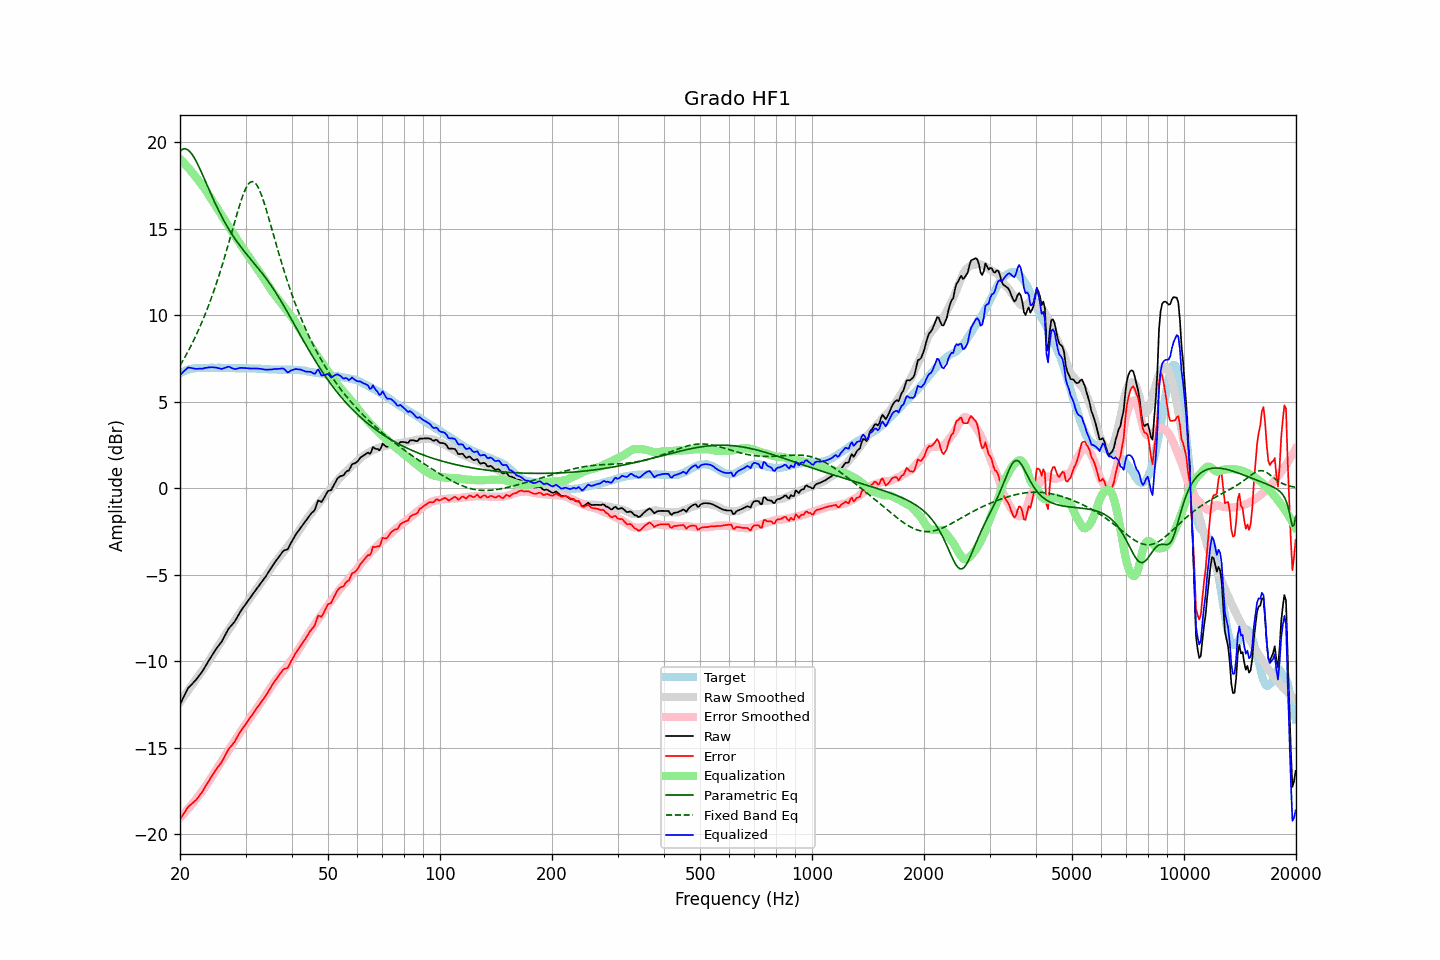 Grado HF1
20
15
10
5
0
−5
−10
−15
−20
Amplitude (dBr)
Target
Raw Smoothed
Error Smoothed
Raw
Error
Equalization
Parametric Eq
Fixed Band Eq
Equalized
20
50
100
200
500
1000
2000
5000
10000
20000
Frequency (Hz)